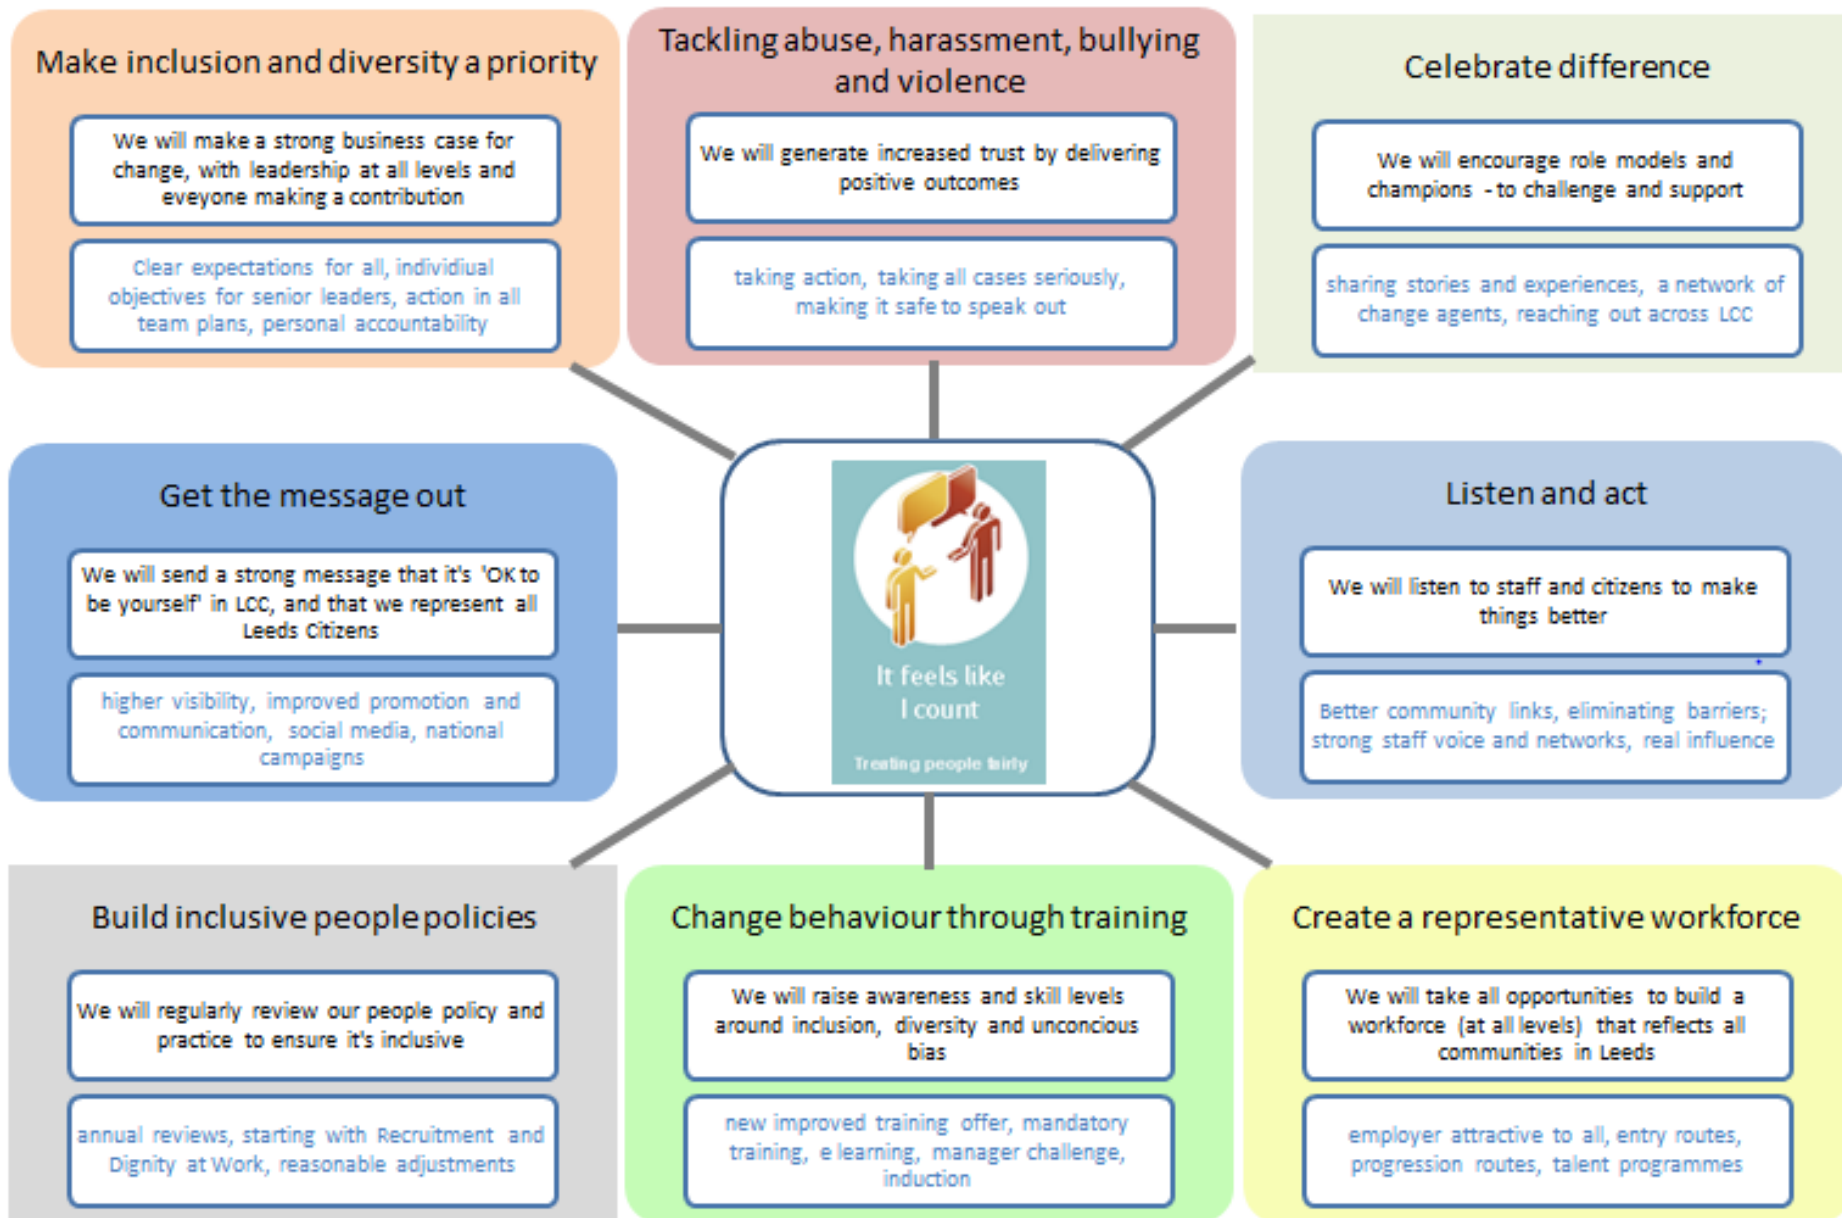 Make inclusion and diversity a priority
We will make a strong business case for
change, with leadership at all levels and
eveyone making a contribution
Clear expectations for all, individiual
objectives for senior leaders, action in all
team plans, personal accountability
Tackling abuse, harassment, bullying
and violence
We will generate increased trust by delivering
positive outcomes
taking action, taking all cases seriously,
making it safe to speak out
Celebrate difference
We will encourage role models and
champions - to challenge and support
sharing stories and experiences, a network of
change agents, reaching out across LCC
Get the message out
We will send a strong message that it's 'OK to
be yourself' in LCC, and that we represent all
Leeds Citizens
higher visibility, improved promotion and
communication, social media, national
campaigns
It feels like
I count
Treating people fairly
Listen and act
We will listen to staff and citizens to make
things better
Better community links, eliminating barriers;
strong staff voice and networks, real influence
Build inclusive people policies
We will regularly review our people policy and
practice to ensure it's inclusive
annual reviews, starting with Recruitment and
Dignity at Work, reasonable adjustments
Change behaviour through training
We will raise awareness and skill levels
around inclusion, diversity and unconcious
bias
new improved training offer, mandatory
training, e learning, manager challenge,
induction
Create a representative workforce
We will take all opportunities to build a
workforce (at all levels) that reflects all
communities in Leeds
employer attractive to all, entry routes,
progression routes, talent programmes